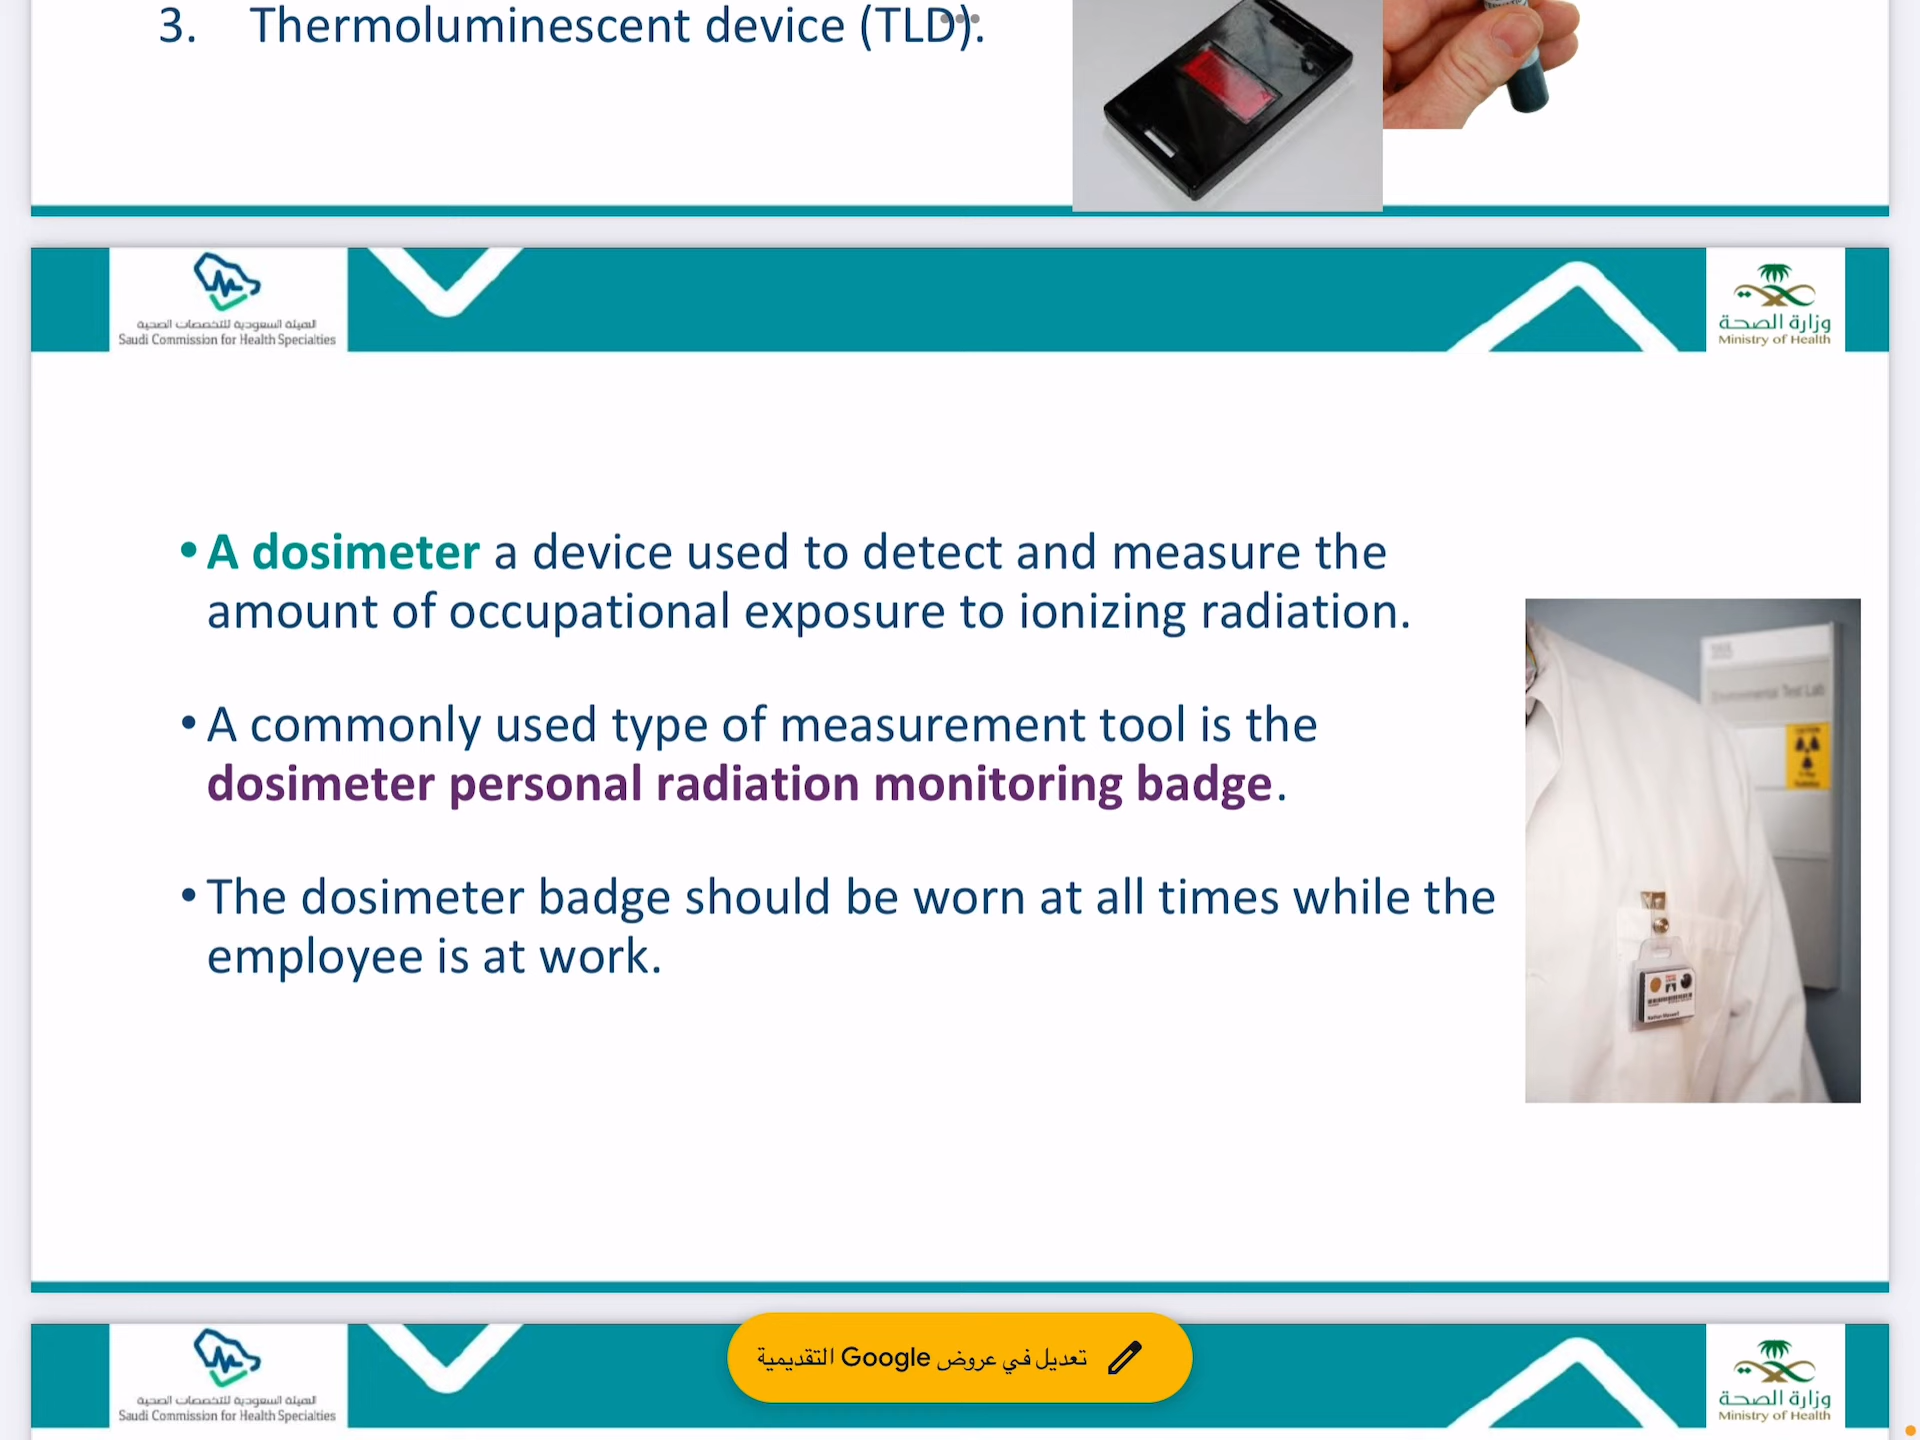 3. Thermoluminescent device (TLD).
الهيئة السعودية للتخصصات الصحية
Saudi Commission for Health Specialties
وزارة الصحة
Ministry of Health
• A dosimeter a device used to detect and measure the
amount of occupational exposure to ionizing radiation.
• A commonly used type of measurement tool is the
dosimeter personal radiation monitoring badge.
• The dosimeter badge should be worn at all times while the
employee is at work.
Environmental Test Lab
تعديل في عروض Google التقديمية
الهيئة السعودية للتخصصات الصحية
Saudi Commission for Health Specialties
وزارة الصحة
Ministry of Health